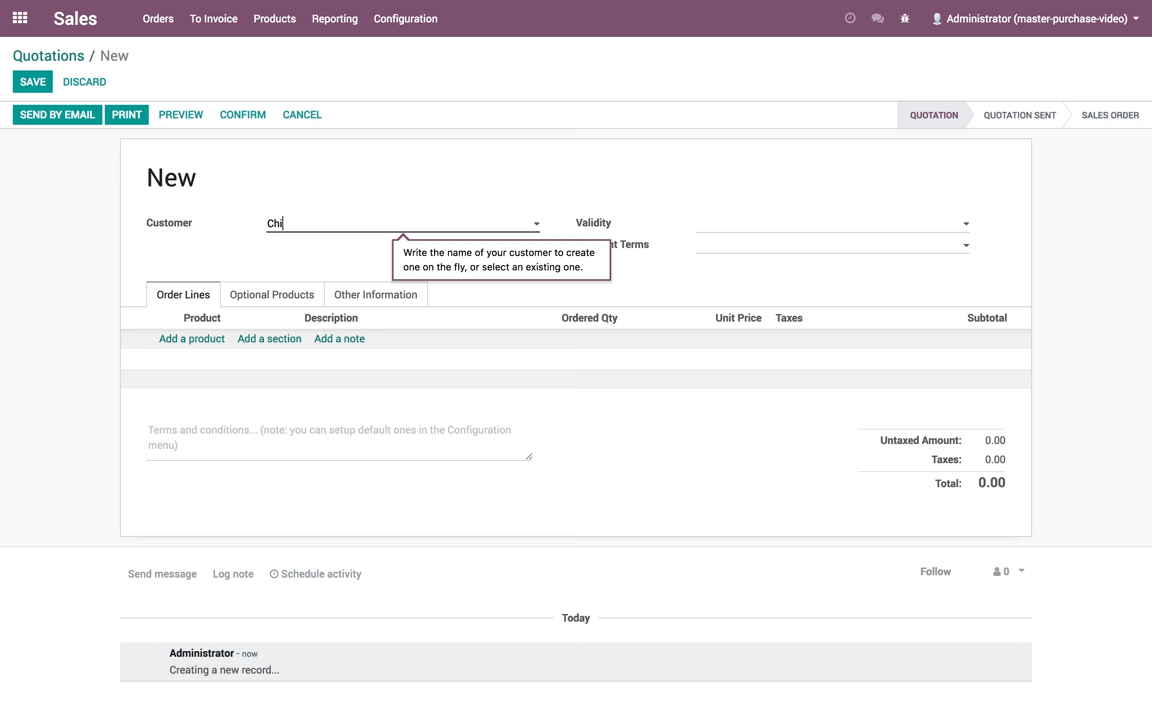 Sales Orders To Invoice Products Reporting Configuration Administrator (master-purchase-video)
Quotations / New
SAVE DISCARD
SEND BY EMAIL PRINT PREVIEW CONFIRM CANCEL QUOTATION QUOTATION SENT SALES ORDER
New
Customer Chi Validity
nt Terms
Write the name of your customer to create
one on the fly, or select an existing one.
Order Lines Optional Products Other Information
Product Description Ordered Qty Unit Price Taxes Subtotal
Add a product Add a section Add a note
Terms and conditions... (note: you can setup default ones in the Configuration
menu)
Untaxed Amount: 0.00
Taxes: 0.00
Total: 0.00
Send message Log note Schedule activity Follow 0
Today
Administrator - now
Creating a new record...